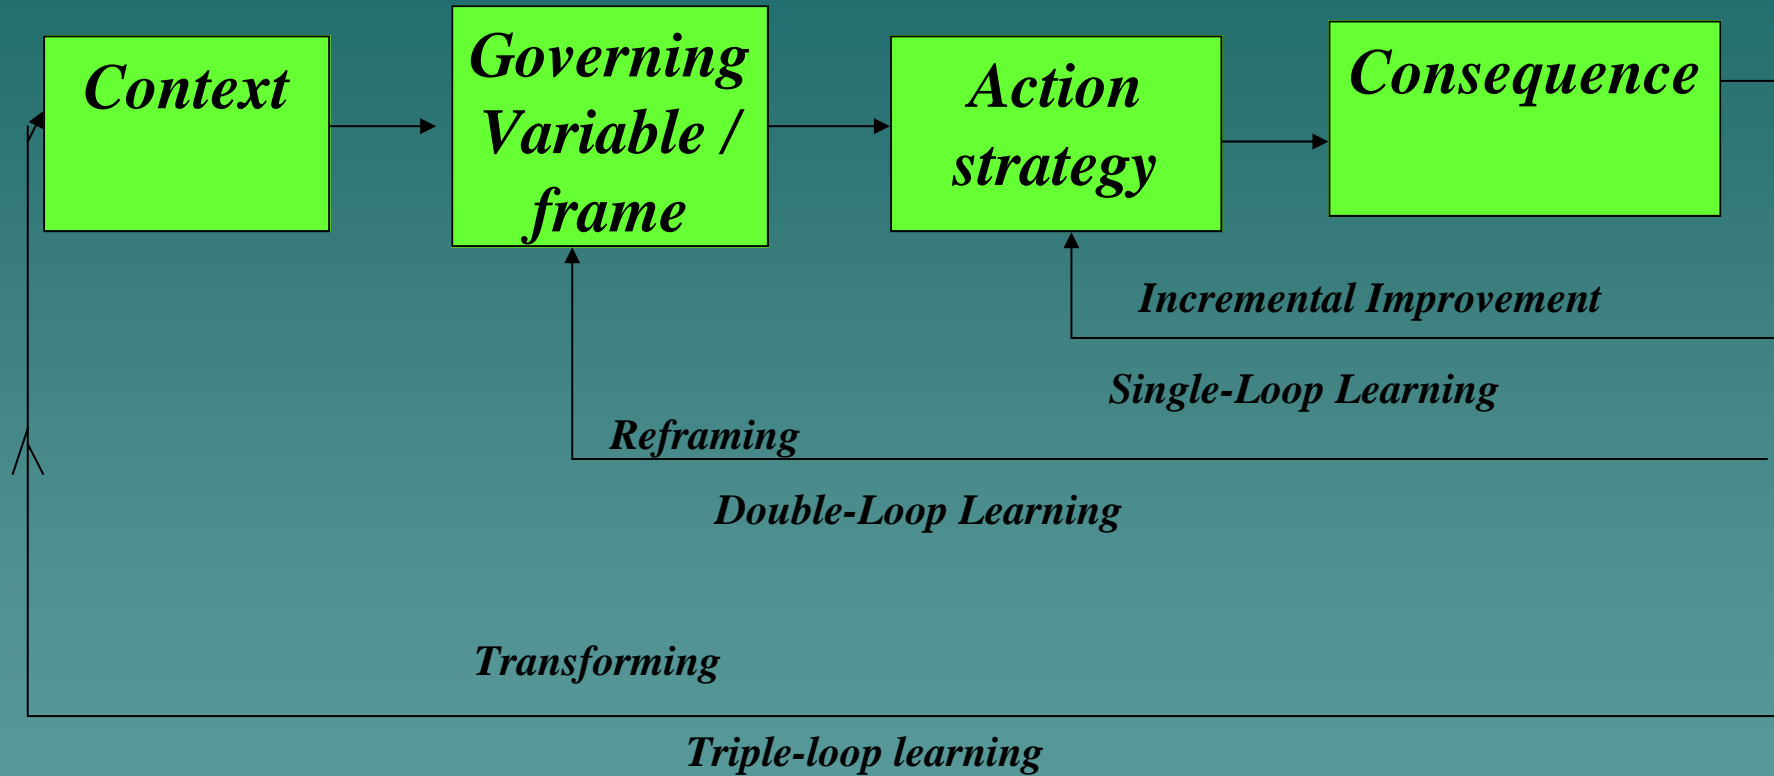 Context
Governing
Variable /
frame
Action
strategy
Consequence
Incremental Improvement
Single-Loop Learning
Reframing
Double-Loop Learning
Transforming
Triple-loop learning